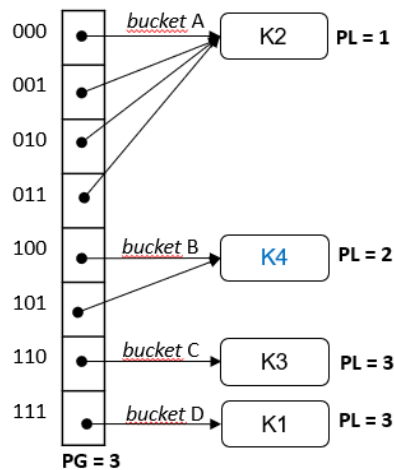 000 bucket A K2 PL = 1
001
010
011
100 bucket B K4 PL = 2
101
110 bucket C K3 PL = 3
111 bucket D K1 PL = 3
PG = 3